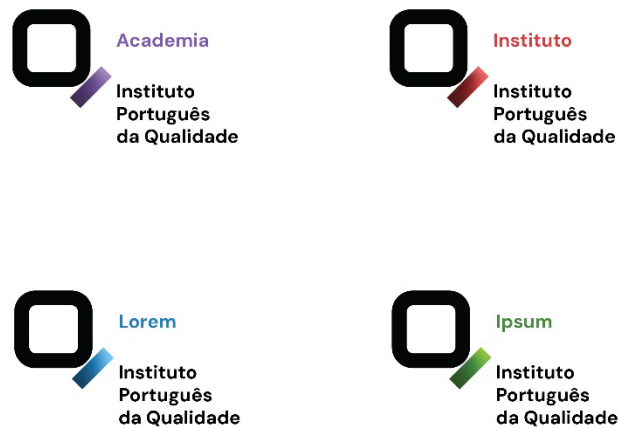 Academia
Instituto
Português
da Qualidade
Instituto
Instituto
Português
da Qualidade
Lorem
Instituto
Português
da Qualidade
Ipsum
Instituto
Português
da Qualidade